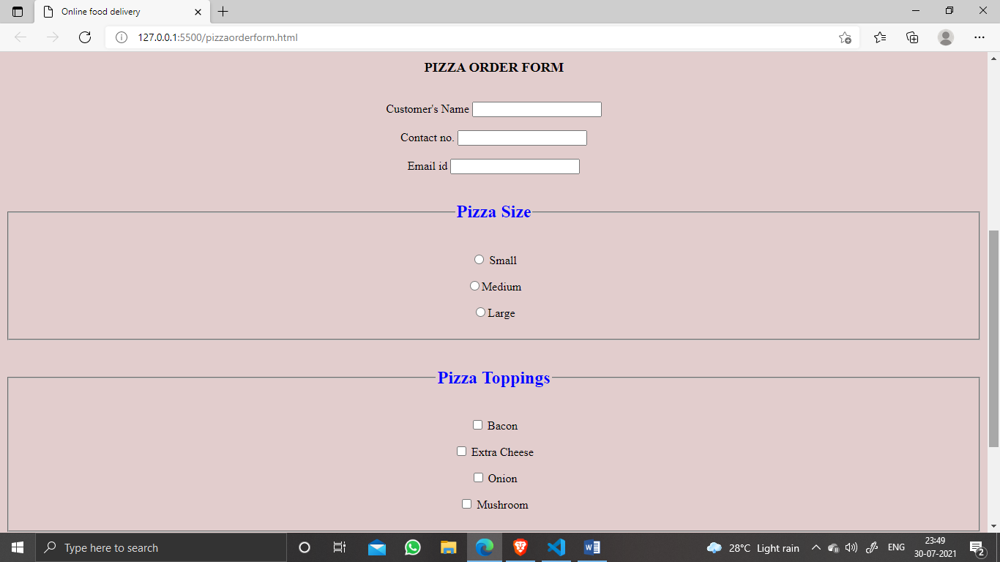 Online food delivery
127.0.0.1:5500/pizzaorderform.html
PIZZA ORDER FORM
Customer's Name
Contact no.
Email id
Pizza Size
Small
Medium
Large
Pizza Toppings
Bacon
Extra Cheese
Onion
Mushroom
Type here to search
28°C Light rain
ENG
23:49
30-07-2021
2